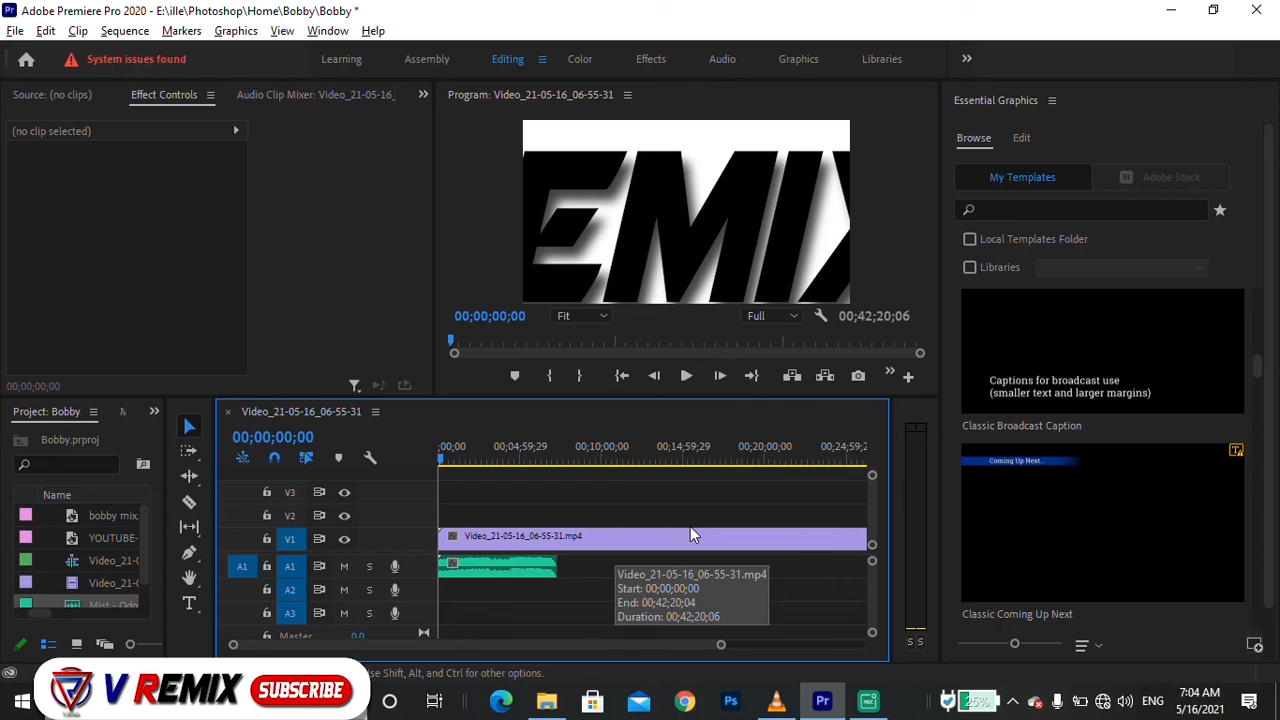 Adobe Premiere Pro 2020 - E:\ille\Photoshop\Home\Bobby\Bobby *
File Edit Clip Sequence Markers Graphics View Window Help
System issues found
Learning Assembly Editing Color Effects Audio Graphics Libraries
Source: (no clips) Effect Controls Audio Clip Mixer: Video_21-05-16_
Program: Video_21-05-16_06-55-31
Essential Graphics
(no clip selected)
Browse Edit
My Templates Adobe Stock
EMIX
Local Templates Folder
Libraries
00;00;00;00 Fit Full 00;42;20;06
Captions for broadcast use
(smaller text and larger margins)
00;00;00;00
Classic Broadcast Caption
Project: Bobby M
Video_21-05-16_06-55-31
Bobby.prproj
00;00;00;00
;00;00 00;04;59;29 00;10;00;00 00;14;59;29 00;20;00;00 00;24;59;2
Coming Up Next...
Name
bobby mix.
YOUTUBE-
Video_21-0
Video_21-0
Mist - Odo
V3
V2
V1 Video_21-05-16_06-55-31.mp4
A1 A1 M S
A2 M S
A3 M S
Master 0.0
Video_21-05-16_06-55-31.mp4
Start: 00;00;00;00
End: 00;42;20;04
Duration: 00;42;20;06
S S
Classic Coming Up Next
V REMIX SUBSCRIBE
lse Shift, Alt, and Ctrl for other options.
Ps Pr REC
25% ENG 7:04 AM
5/16/2021